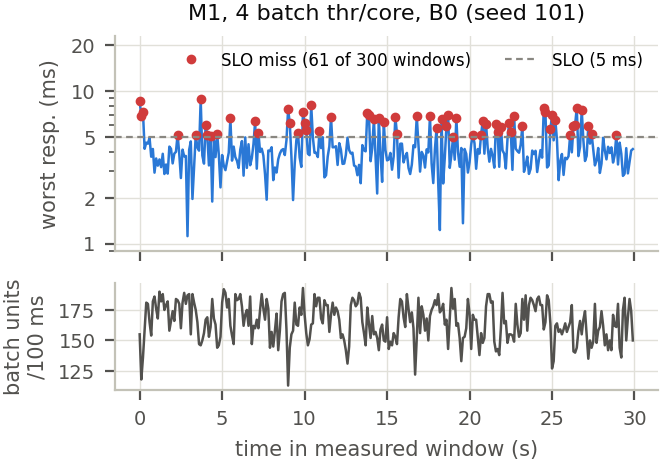 M1, 4 batch thr/core, B0 (seed 101)
SLO miss (61 of 300 windows)
SLO (5 ms)
worst resp. (ms)
20
10
5
2
1
batch units
/100 ms
175
150
125
0
5
10
15
20
25
30
time in measured window (s)